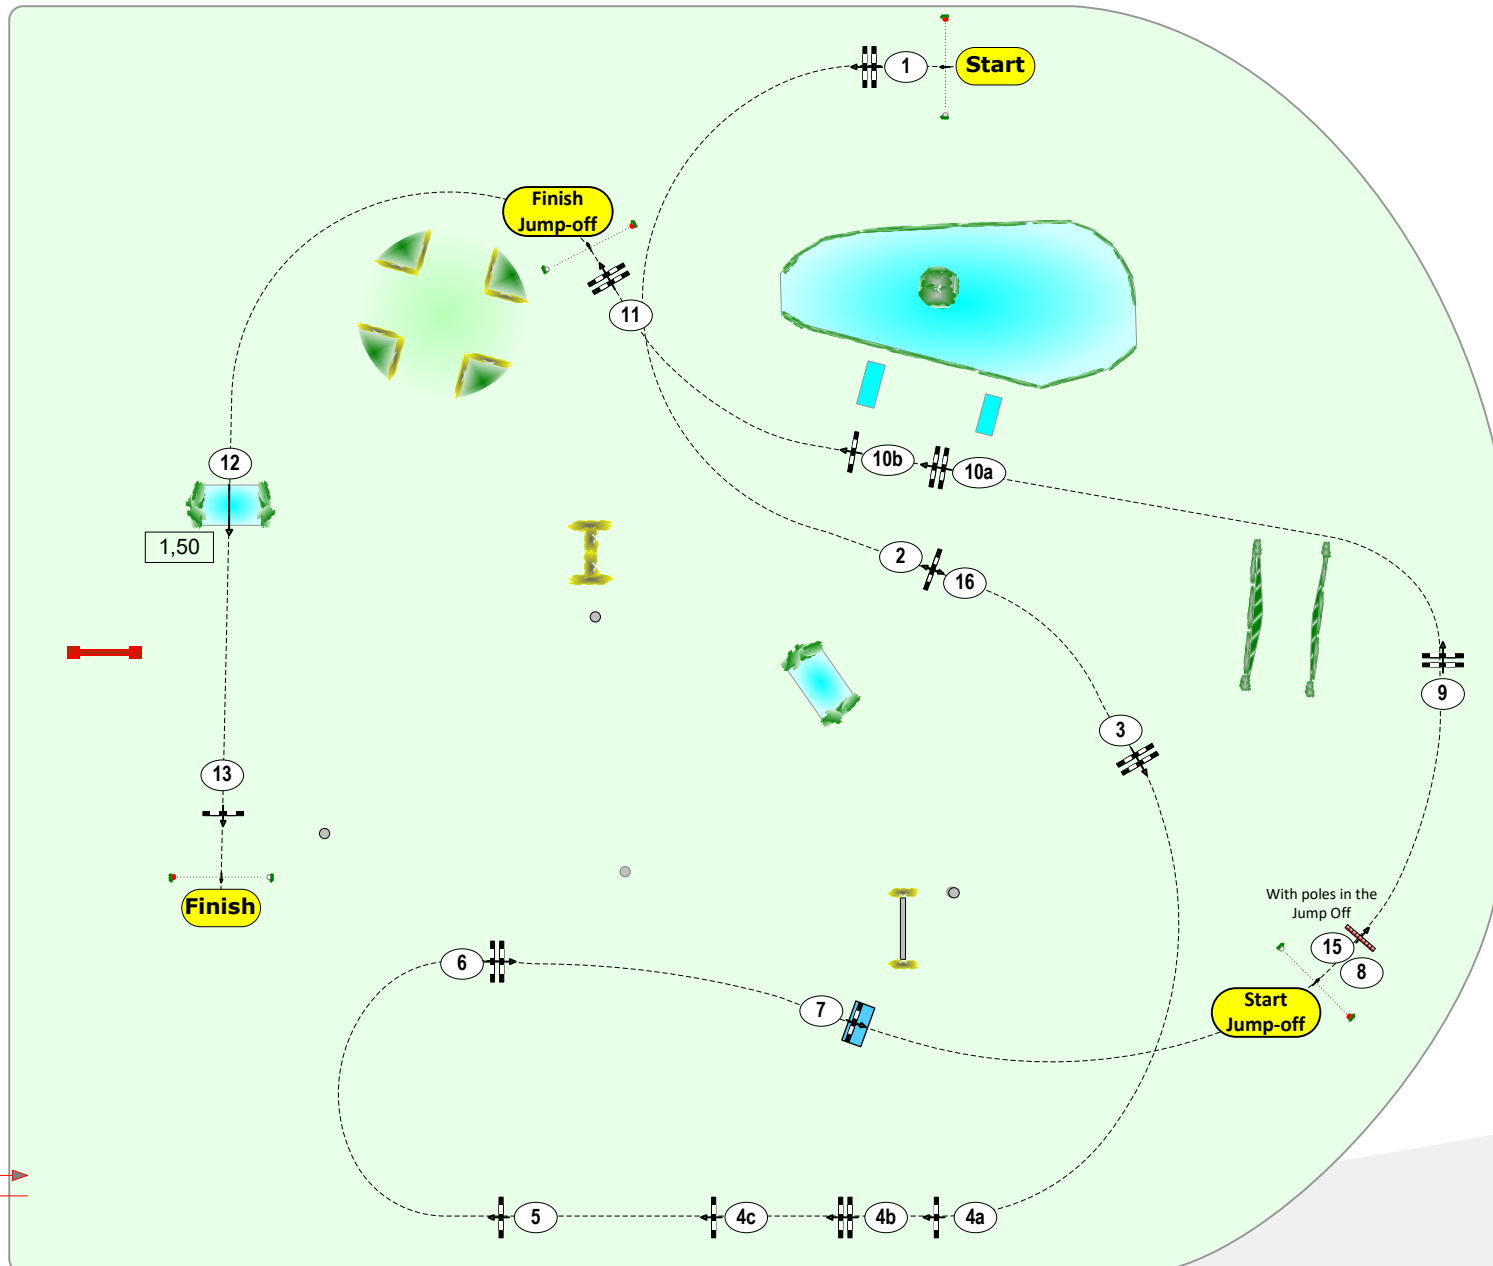 1
Start
Finish
Jump-off
11
12
10b
10a
1,50
2
16
3
9
13
Finish
With poles in the
Jump Off
15
8
6
7
Start
Jump-off
5
4c
4b
4a